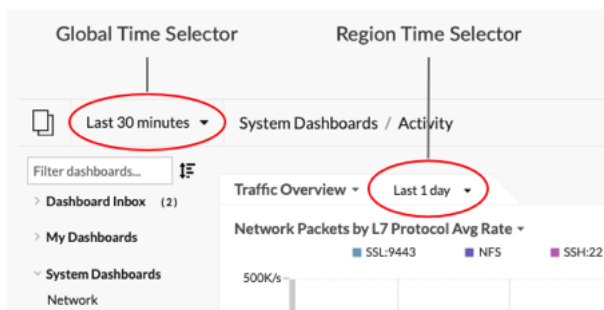 Global Time Selector
Region Time Selector
Last 30 minutes
System Dashboards / Activity
Filter dashboards...
Dashboard Inbox (2)
Traffic Overview
Last 1 day
My Dashboards
Network Packets by L7 Protocol Avg Rate
SSL:9443
NFS
SSH:22
System Dashboards
500K/s
Network